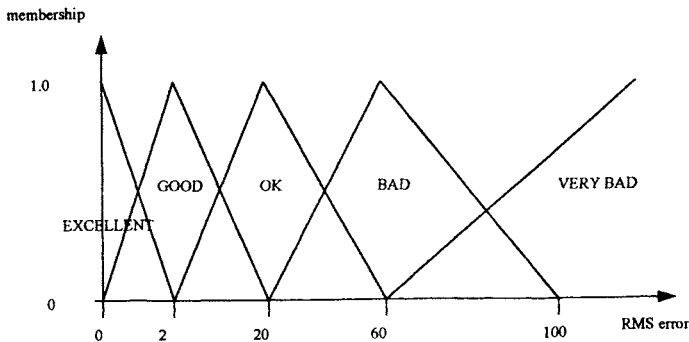 membership
1.0
GOOD
OK
BAD
VERY BAD
EXCELLENT
0
0
2
20
60
100
RMS error